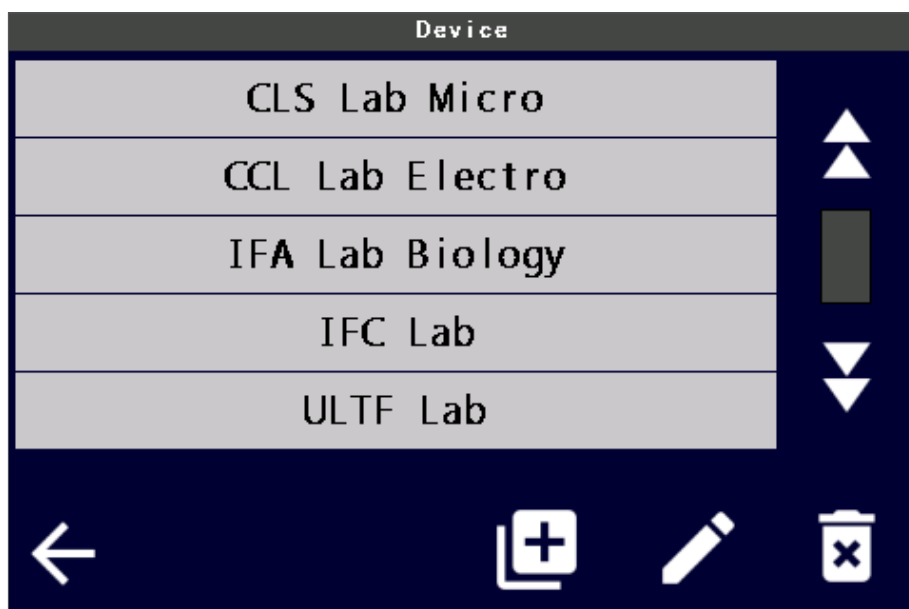 Device
CLS Lab Micro
CCL Lab Electro
IFA Lab Biology
IFC Lab
ULTF Lab